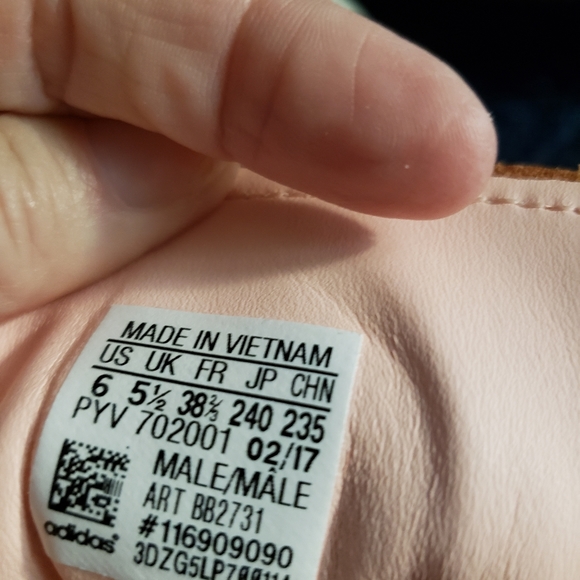 MADE IN VIETNAM
US UK FR JP CHN
6 5½ 38⅔ 240 235
PYV 702001 02/17
MALE/MÂLE
ART BB2731
#116909090
adidas®